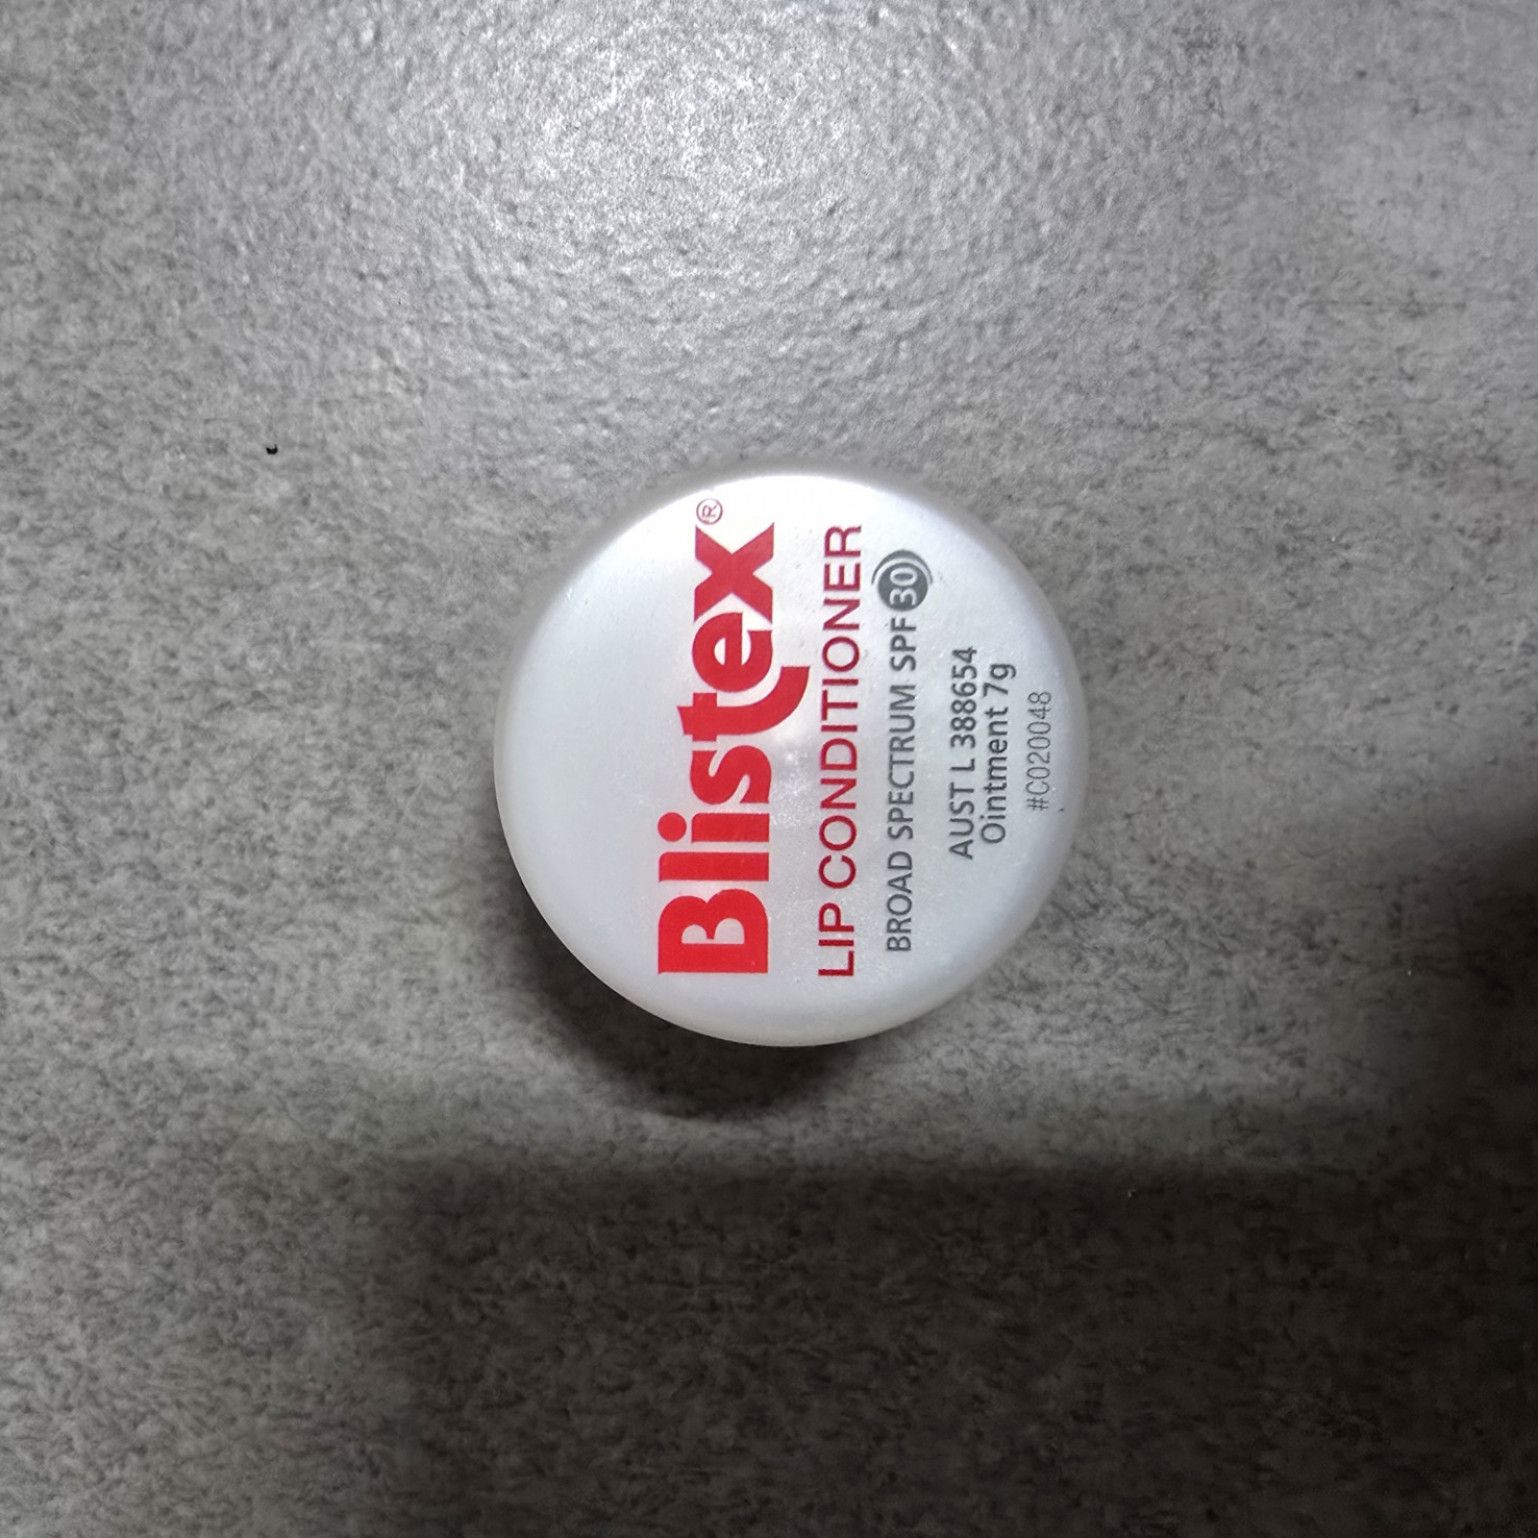 Blistex®
LIP CONDITIONER
BROAD SPECTRUM SPF 30
AUST L 388654
Ointment 7g
#C020048